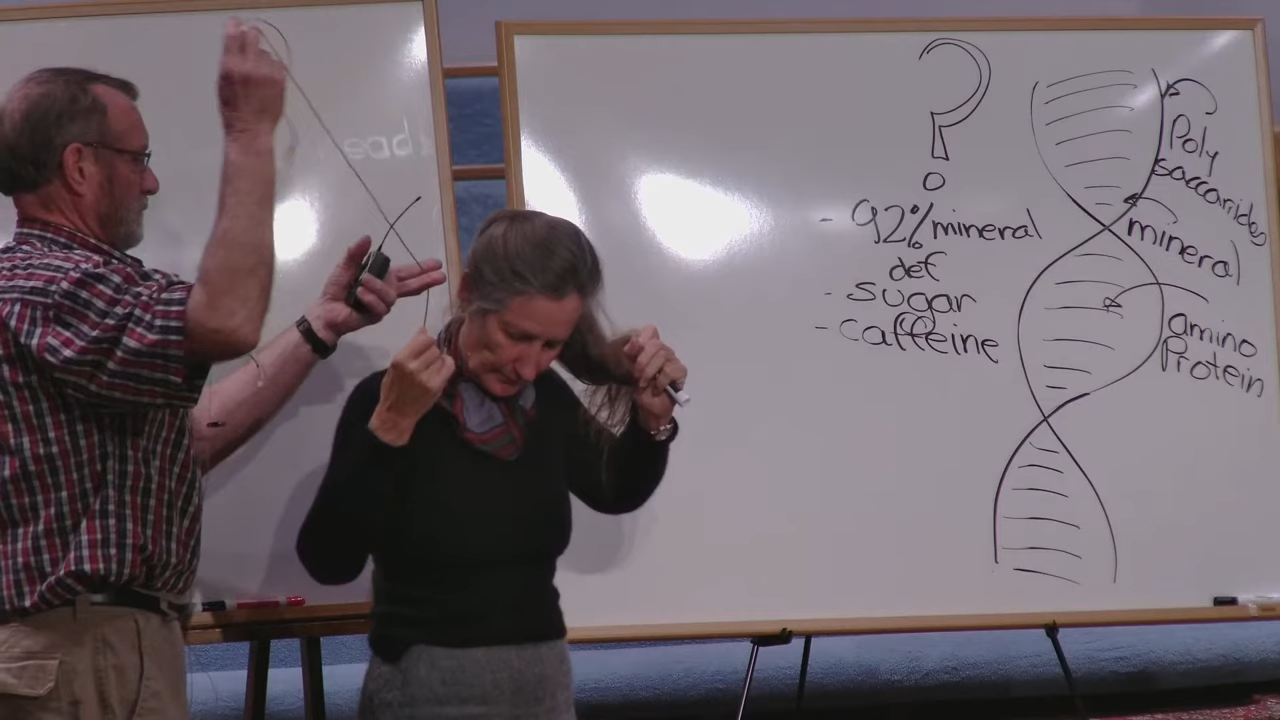 ?
- 92% mineral
def
- sugar
- caffeine
Poly
saccarides
mineral
amino
Protein